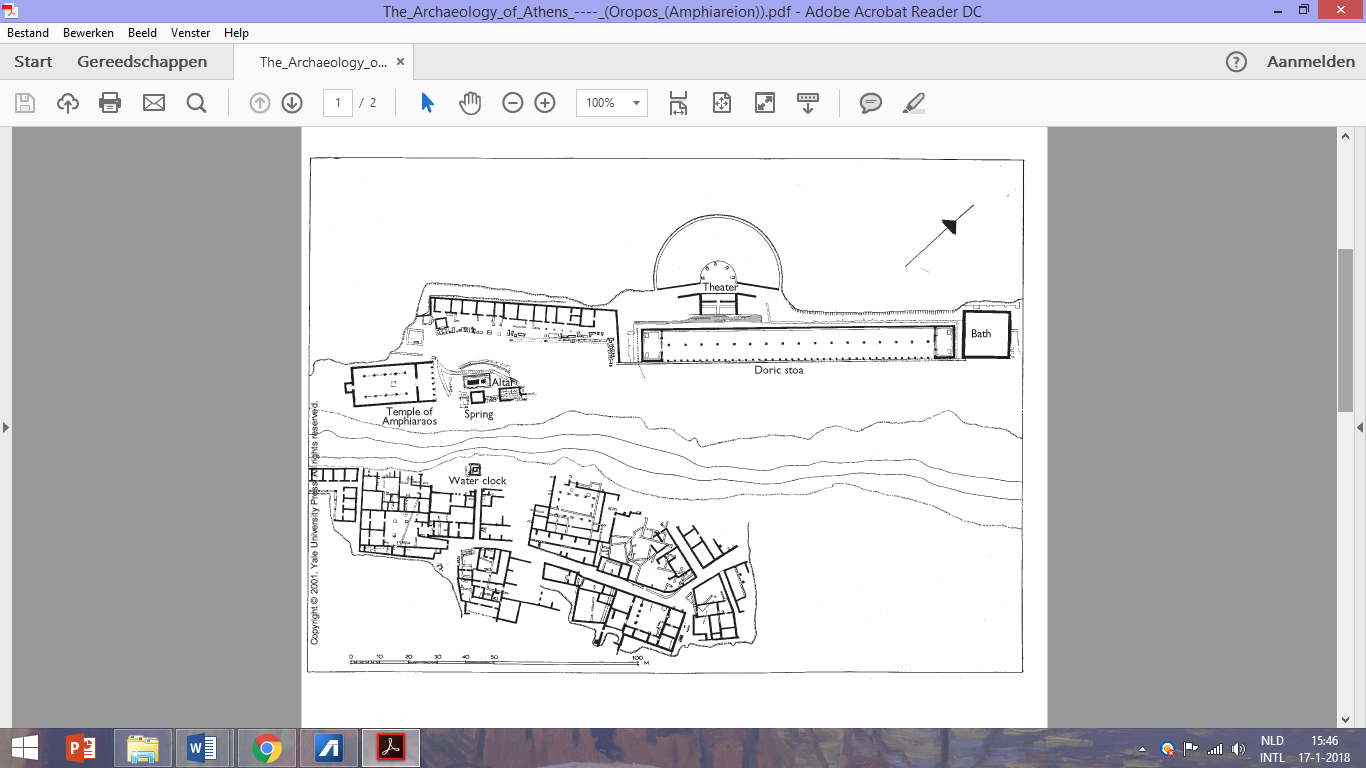 The_Archaeology_of_Athens_----_(Oropos_(Amphiareion)).pdf - Adobe Acrobat Reader DC
Bestand Bewerken Beeld Venster Help
Start Gereedschappen The_Archaeology_o... × Aanmelden
1 / 2 100%
Theater
Bath
Doric stoa
Altar
Temple of
Amphiaraos
Spring
Water clock
Copyright © 2001. Yale University Press. All rights reserved.
0 10 20 30 40 50 100 M
NLD 15:46
INTL 17-1-2018